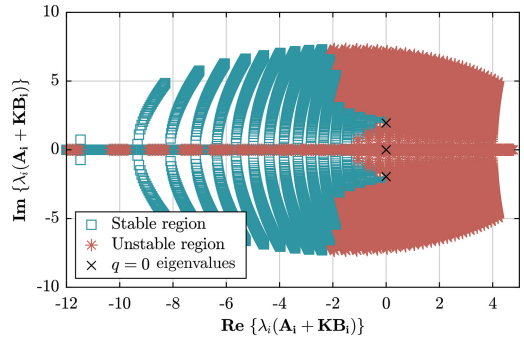 10
5
0
-5
-10
Im {λᵢ(Aᵢ + KBᵢ)}
Stable region
Unstable region
q = 0 eigenvalues
-12 -10 -8 -6 -4 -2 0 2 4
Re {λᵢ(Aᵢ + KBᵢ)}